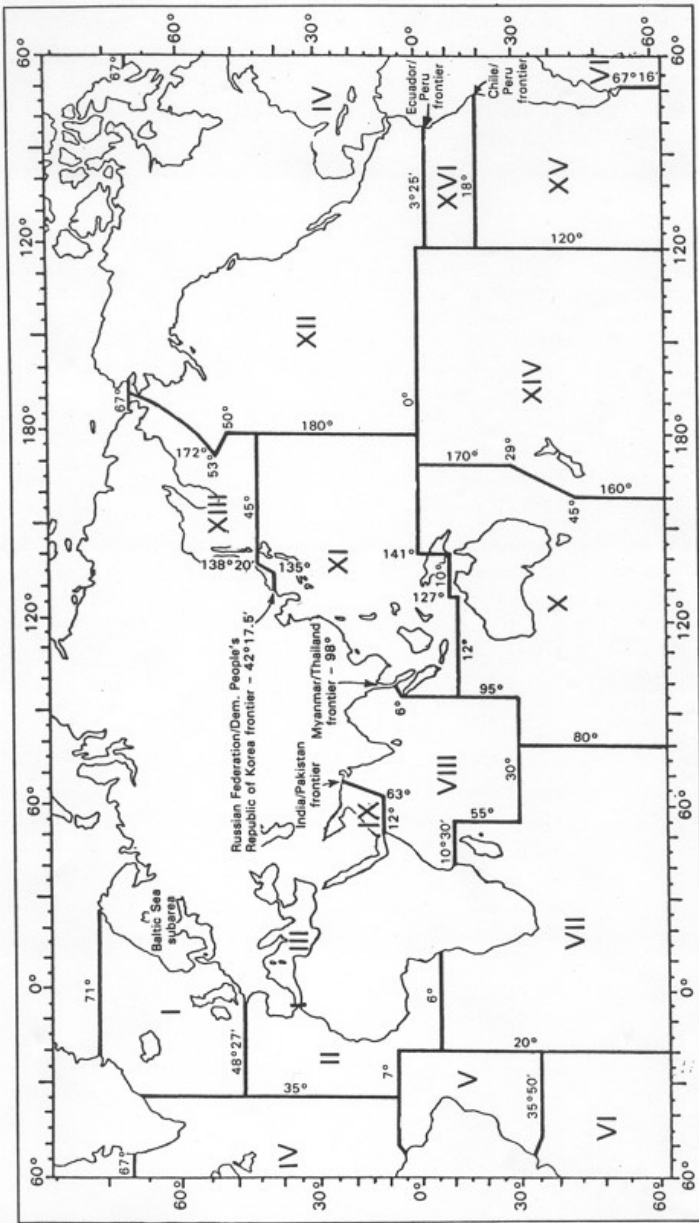 60°
0°
60°
120°
180°
120°
60°
67°
71°
67°
67°
60°
60°
Baltic Sea
subarea
I
172°
53°
50°
XIII
138° 20'
48° 27'
45°
135°
Russian Federation/Dem. People's
Republic of Korea frontier – 42° 17.5'
IV
II
III
35°
XI
180°
XII
IV
30°
30°
India/Pakistan
frontier
Myanmar/Thailand
frontier – 98°
IX
63°
12°
6°
7°
6°
141°
0°
Ecuador/
Peru
frontier
3° 25'
0°
0°
V
VIII
10° 30'
55°
95°
12°
127°
10°
170°
XVI
18°
Chile/
Peru
frontier
20°
30°
29°
30°
30°
35° 50'
VII
X
XIV
XV
VI
80°
45°
160°
120°
VI
67° 16'
60°
60°
60°
0°
60°
120°
180°
120°
60°